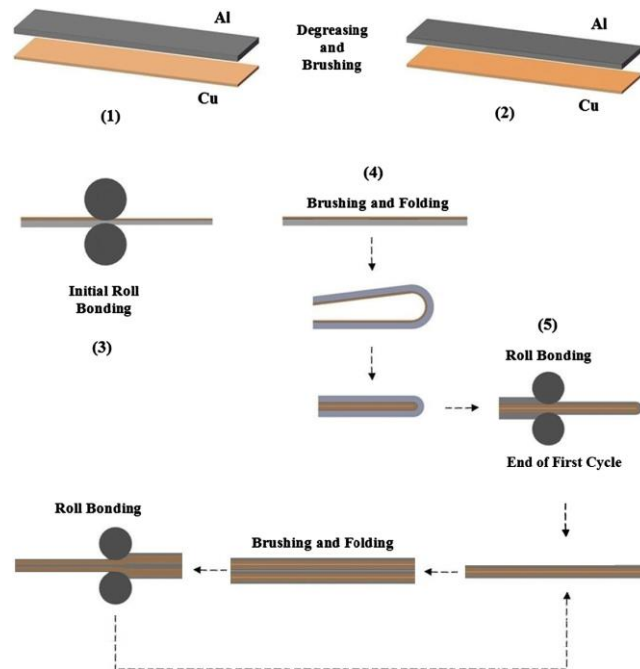 Al
Cu
(1)
Degreasing
and
Brushing
Al
Cu
(2)
Initial Roll
Bonding
(3)
(4)
Brushing and Folding
(5)
Roll Bonding
End of First Cycle
Roll Bonding
Brushing and Folding